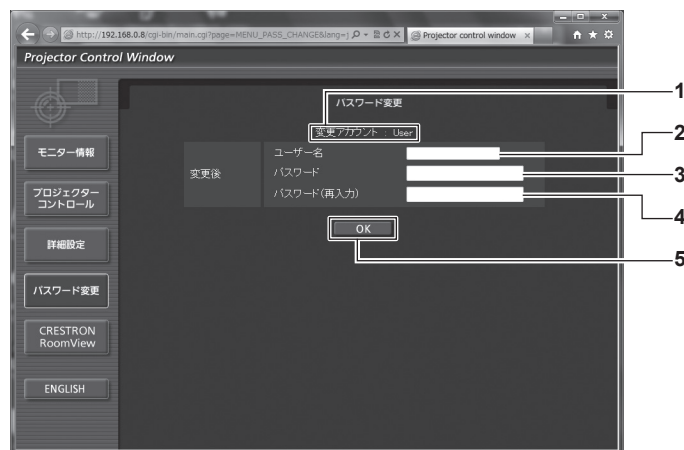 http://192.168.0.8/cgi-bin/main.cgi?page=MENU_PASS_CHANGE&lang=j
Projector control window
Projector Control Window
パスワード変更
変更アカウント : User
変更後
ユーザー名
パスワード
パスワード(再入力)
OK
モニター情報
プロジェクター
コントロール
詳細設定
パスワード変更
CRESTRON
RoomView
ENGLISH
1
2
3
4
5